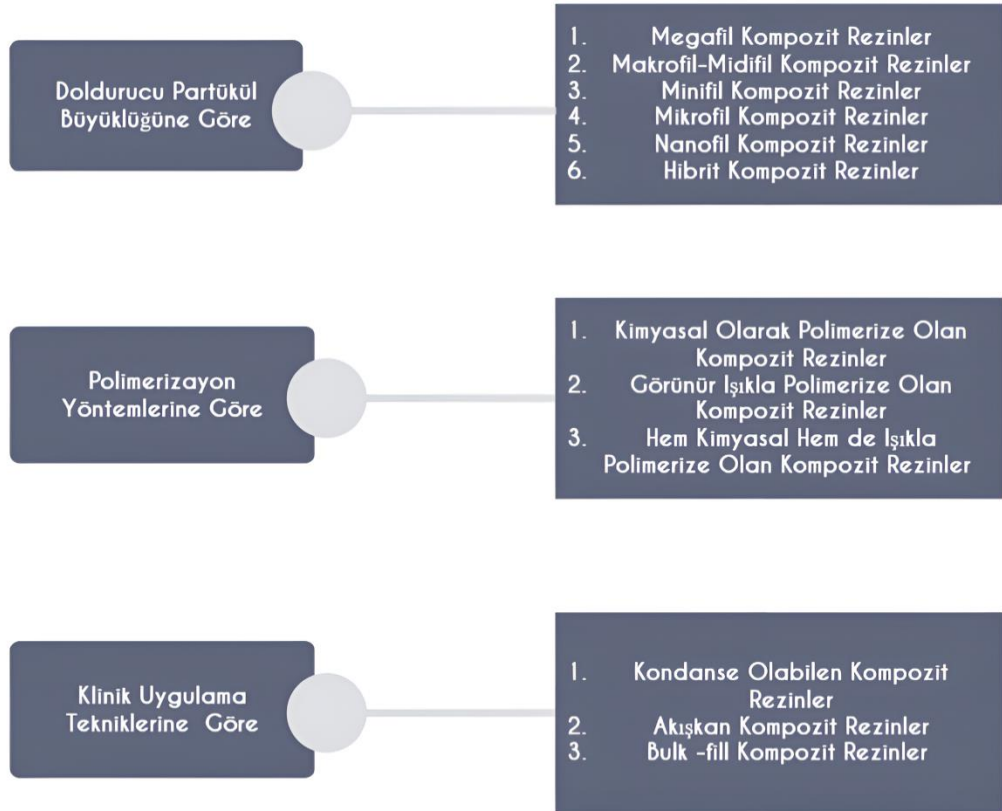 Doldurucu Partükül
Büyüklüğüne Göre
1. Megafil Kompozit Rezinler
2. Makrofil-Midifil Kompozit Rezinler
3. Minifil Kompozit Rezinler
4. Mikrofil Kompozit Rezinler
5. Nanofil Kompozit Rezinler
6. Hibrit Kompozit Rezinler
Polimerizayon
Yöntemlerine Göre
1. Kimyasal Olarak Polimerize Olan
Kompozit Rezinler
2. Görünür Işıkla Polimerize Olan
Kompozit Rezinler
3. Hem Kimyasal Hem de Işıkla
Polimerize Olan Kompozit Rezinler
Klinik Uygulama
Tekniklerine Göre
1. Kondanse Olabilen Kompozit
Rezinler
2. Akışkan Kompozit Rezinler
3. Bulk -fill Kompozit Rezinler